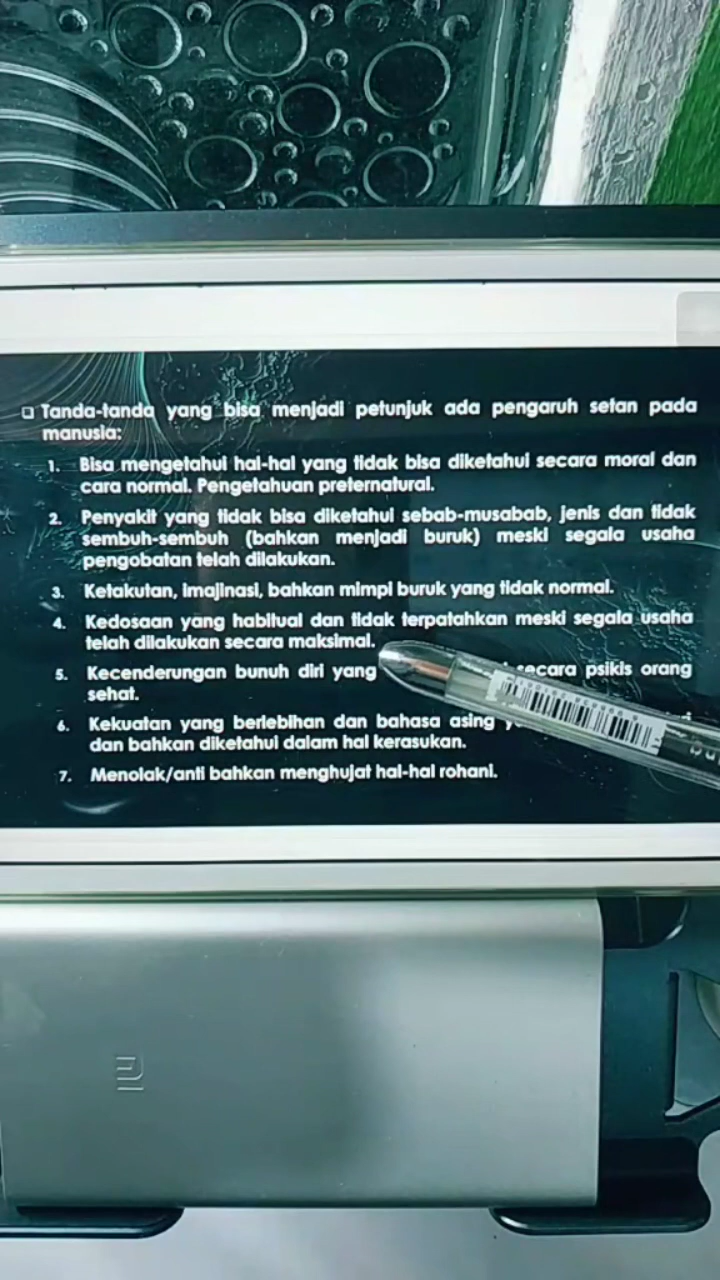 ❑ Tanda-tanda yang bisa menjadi petunjuk ada pengaruh setan pada
manusia:
1. Bisa mengetahui hal-hal yang tidak bisa diketahui secara moral dan
cara normal. Pengetahuan preternatural.
2. Penyakit yang tidak bisa diketahui sebab-musabab, jenis dan tidak
sembuh-sembuh (bahkan menjadi buruk) meski segala usaha
pengobatan telah dilakukan.
3. Ketakutan, imajinasi, bahkan mimpi buruk yang tidak normal.
4. Kedosaan yang habitual dan tidak terpatahkan meski segala usaha
telah dilakukan secara maksimal.
5. Kecenderungan bunuh diri yang secara psikis orang
sehat.
6. Kekuatan yang berlebihan dan bahasa asing
dan bahkan diketahui dalam hal kerasukan.
7. Menolak/anti bahkan menghujat hal-hal rohani.